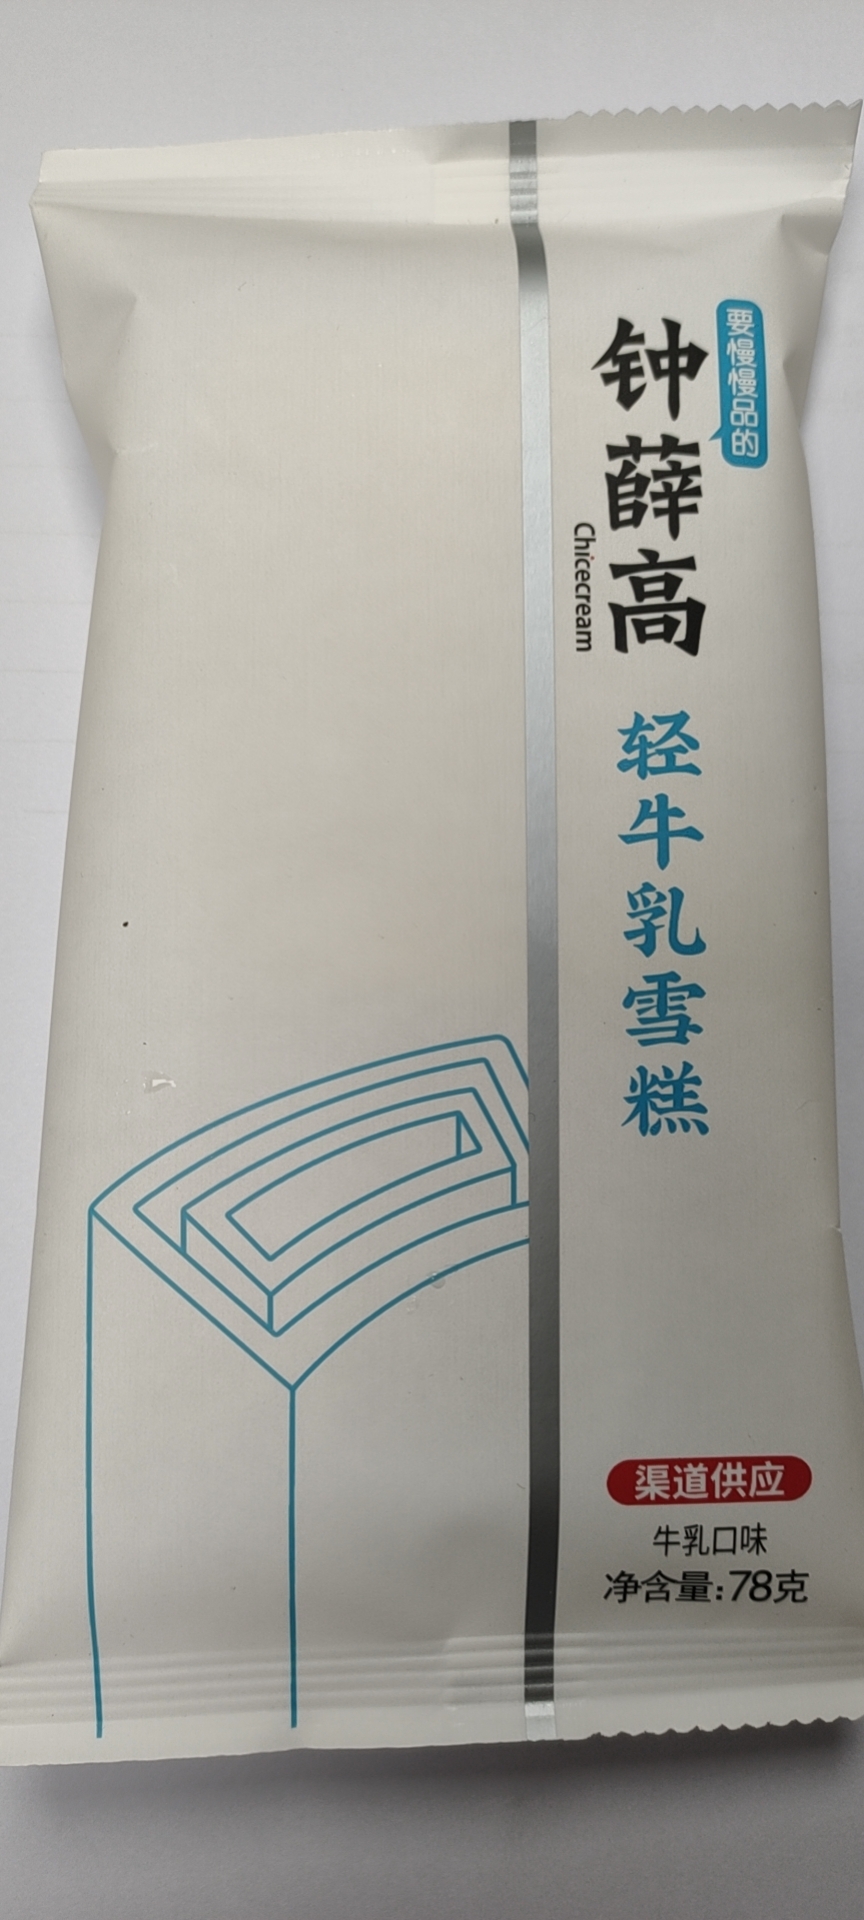 要慢慢品的
钟薛高
Chicecream
轻牛乳雪糕
渠道供应
牛乳口味
净含量:78克